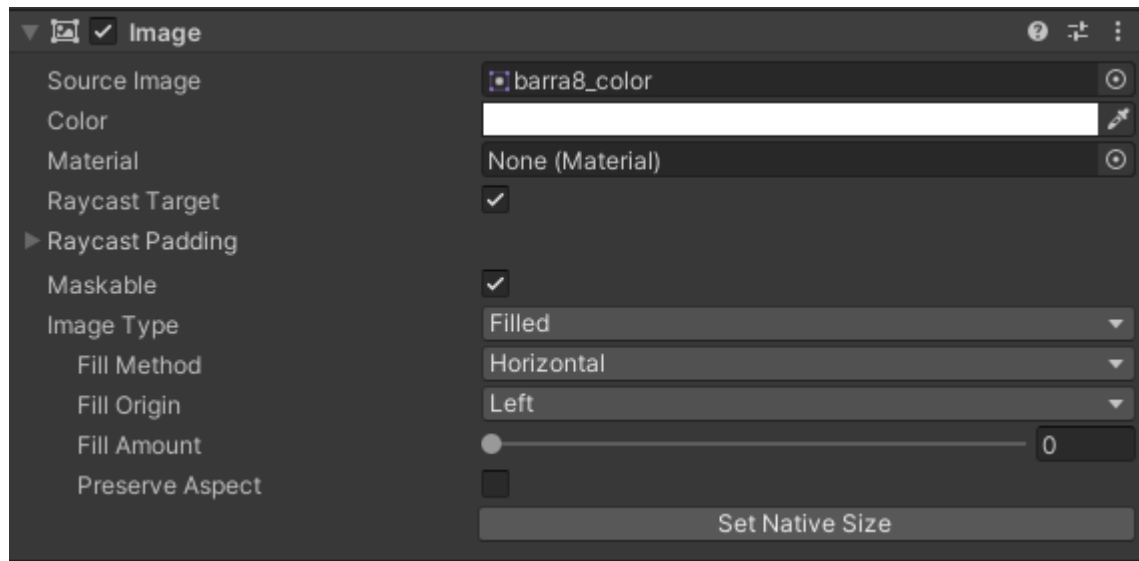 Image
Source Image barra8_color
Color
Material None (Material)
Raycast Target
Raycast Padding
Maskable
Image Type Filled
Fill Method Horizontal
Fill Origin Left
Fill Amount 0
Preserve Aspect
Set Native Size